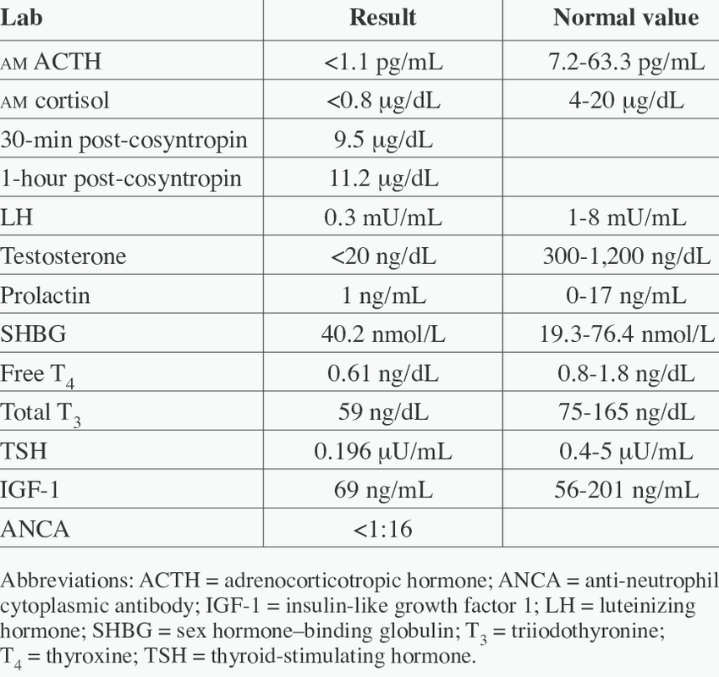 Lab Result Normal value
AM ACTH <1.1 pg/mL 7.2-63.3 pg/mL
AM cortisol <0.8 μg/dL 4-20 μg/dL
30-min post-cosyntropin 9.5 μg/dL
1-hour post-cosyntropin 11.2 μg/dL
LH 0.3 mU/mL 1-8 mU/mL
Testosterone <20 ng/dL 300-1,200 ng/dL
Prolactin 1 ng/mL 0-17 ng/mL
SHBG 40.2 nmol/L 19.3-76.4 nmol/L
Free T4 0.61 ng/dL 0.8-1.8 ng/dL
Total T3 59 ng/dL 75-165 ng/dL
TSH 0.196 μU/mL 0.4-5 μU/mL
IGF-1 69 ng/mL 56-201 ng/mL
ANCA <1:16
Abbreviations: ACTH = adrenocorticotropic hormone; ANCA = anti-neutrophil
cytoplasmic antibody; IGF-1 = insulin-like growth factor 1; LH = luteinizing
hormone; SHBG = sex hormone–binding globulin; T3 = triiodothyronine;
T4 = thyroxine; TSH = thyroid-stimulating hormone.